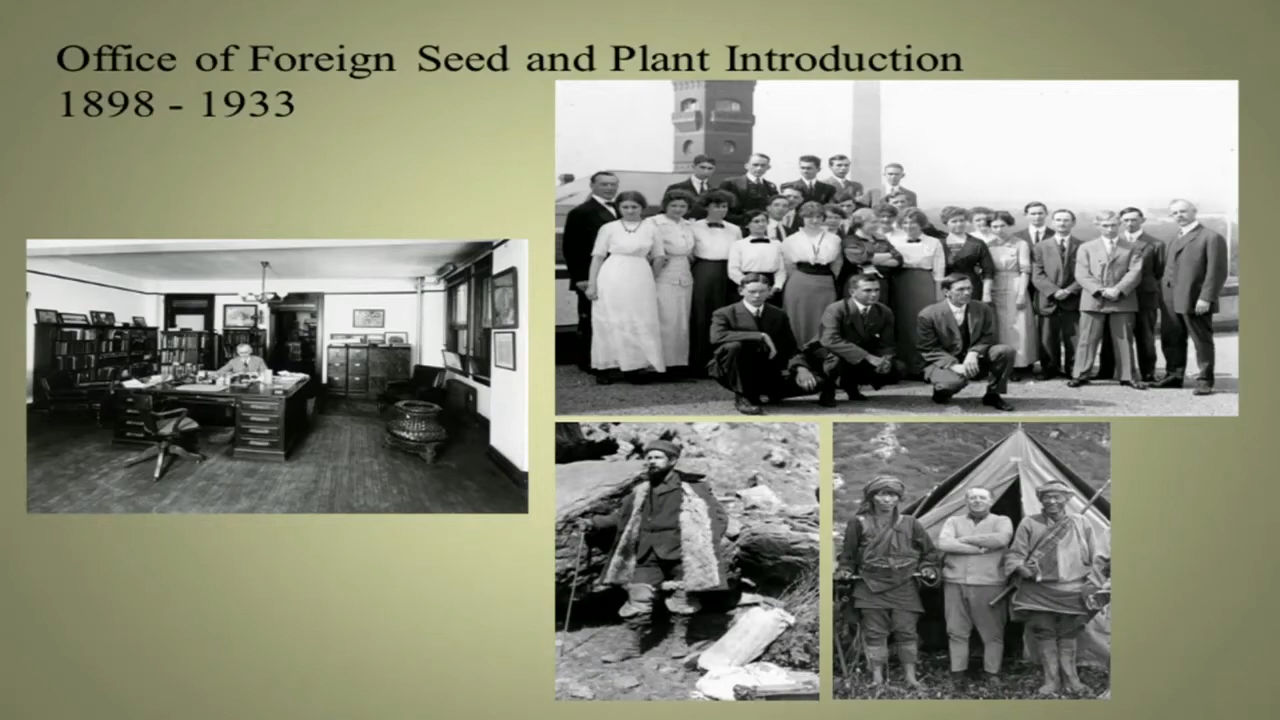 Office of Foreign Seed and Plant Introduction
1898 - 1933